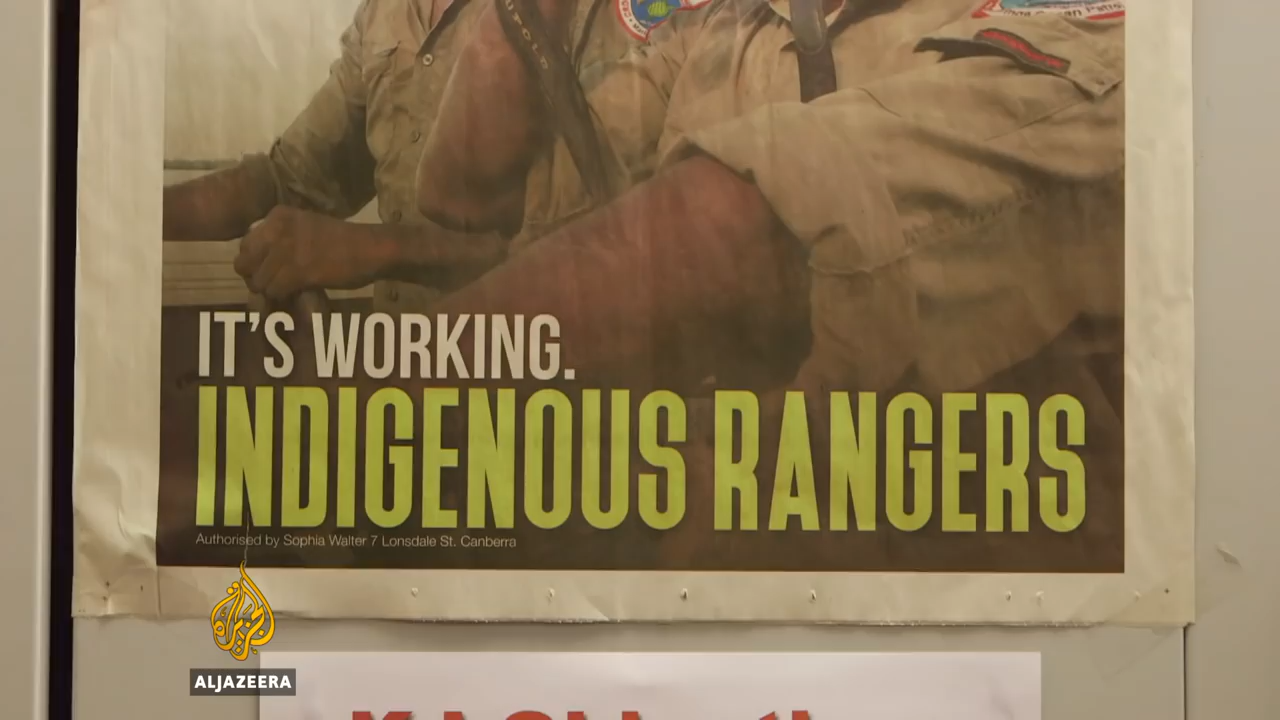 IT'S WORKING.
INDIGENOUS RANGERS
Authorised by Sophia Walter 7 Lonsdale St. Canberra
ALJAZEERA